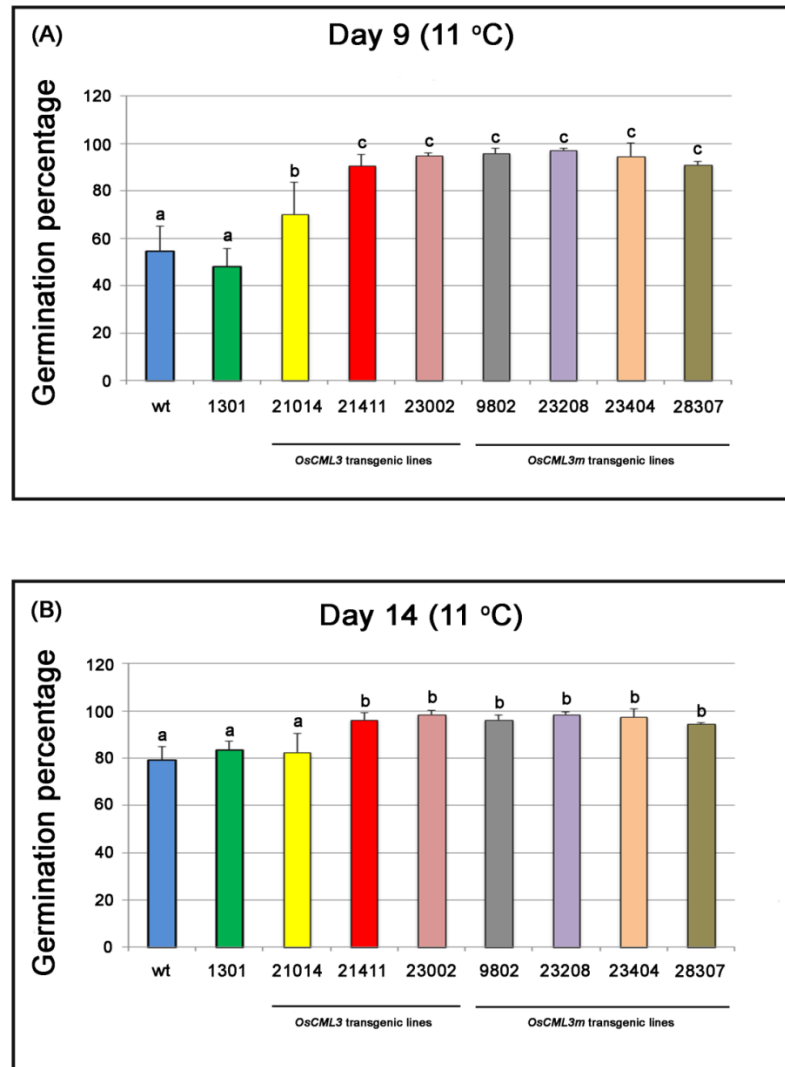 (A)
Day 9 (11 °C)
Germination percentage
120
100
80
60
40
20
0
a
a
b
c
c
c
c
c
c
wt 1301 21014 21411 23002 9802 23208 23404 28307
OsCML3 transgenic lines OsCML3m transgenic lines
(B)
Day 14 (11 °C)
Germination percentage
120
100
80
60
40
20
0
a
a
a
b
b
b
b
b
b
wt 1301 21014 21411 23002 9802 23208 23404 28307
OsCML3 transgenic lines OsCML3m transgenic lines